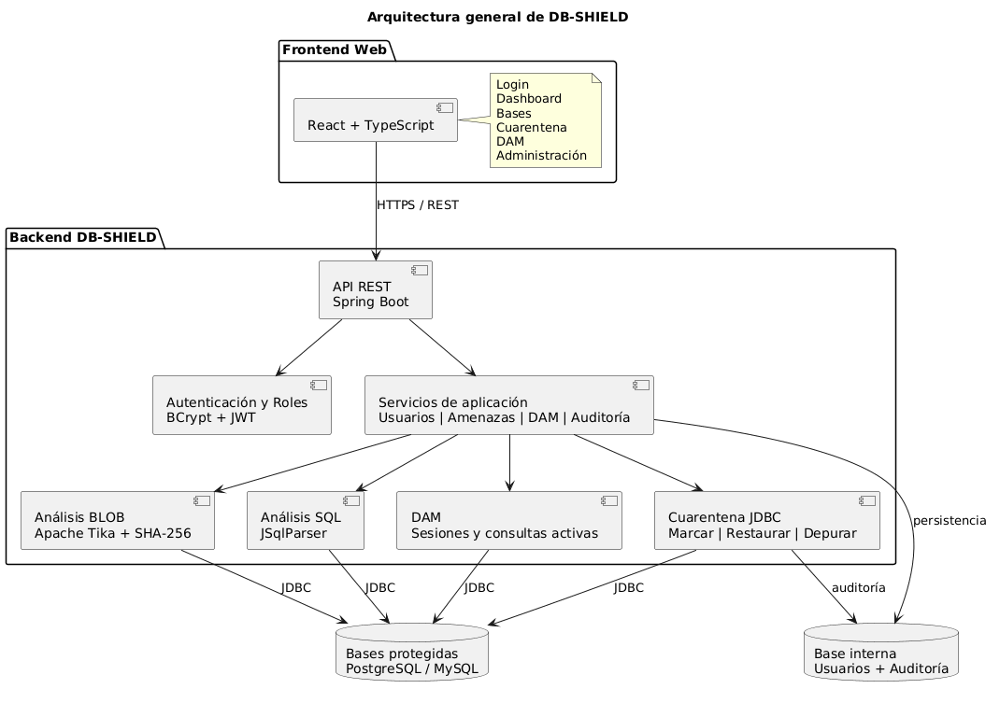 Arquitectura general de DB-SHIELD
Frontend Web
React + TypeScript
Login
Dashboard
Bases
Cuarentena
DAM
Administración
HTTPS / REST
Backend DB-SHIELD
API REST
Spring Boot
Autenticación y Roles
BCrypt + JWT
Servicios de aplicación
Usuarios | Amenazas | DAM | Auditoría
Análisis BLOB
Apache Tika + SHA-256
Análisis SQL
JSqlParser
DAM
Sesiones y consultas activas
Cuarentena JDBC
Marcar | Restaurar | Depurar
persistencia
JDBC
JDBC
JDBC
JDBC
auditoría
Bases protegidas
PostgreSQL / MySQL
Base interna
Usuarios + Auditoría